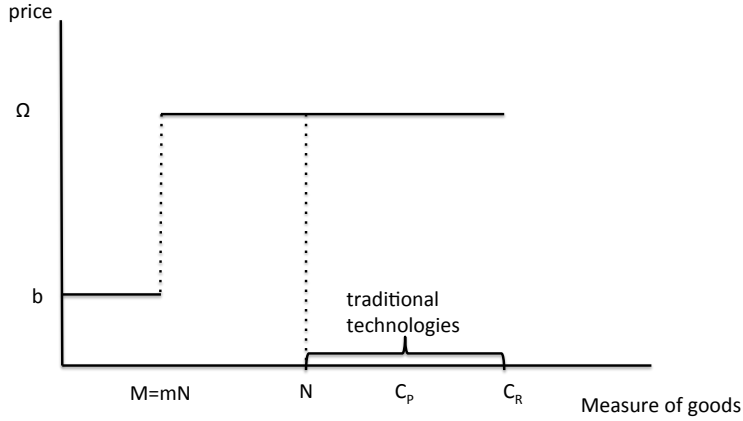 price
Ω
b
traditional
technologies
M=mN
N
C_P
C_R
Measure of goods